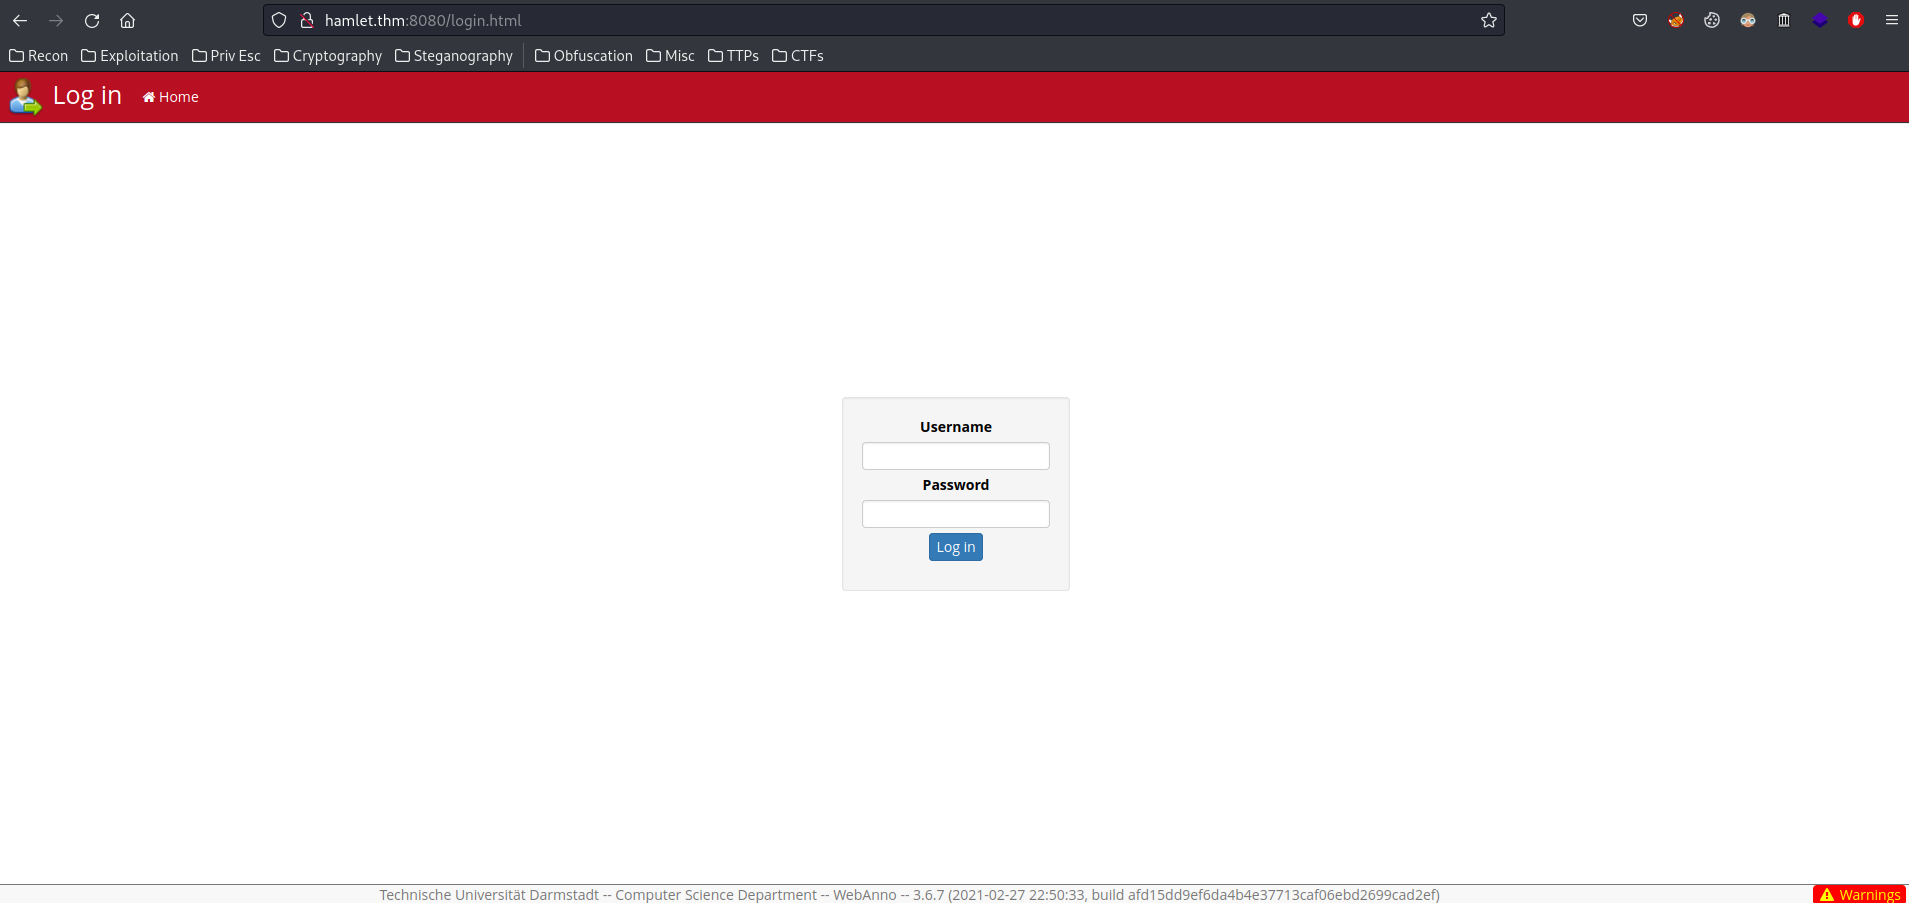 hamlet.thm:8080/login.html
Recon Exploitation Priv Esc Cryptography Steganography Obfuscation Misc TTPs CTFs
Log in Home
Username
Password
Log in
Technische Universität Darmstadt -- Computer Science Department -- WebAnno -- 3.6.7 (2021-02-27 22:50:33, build afd15dd9ef6da4b4e37713caf06ebd2699cad2ef) Warnings